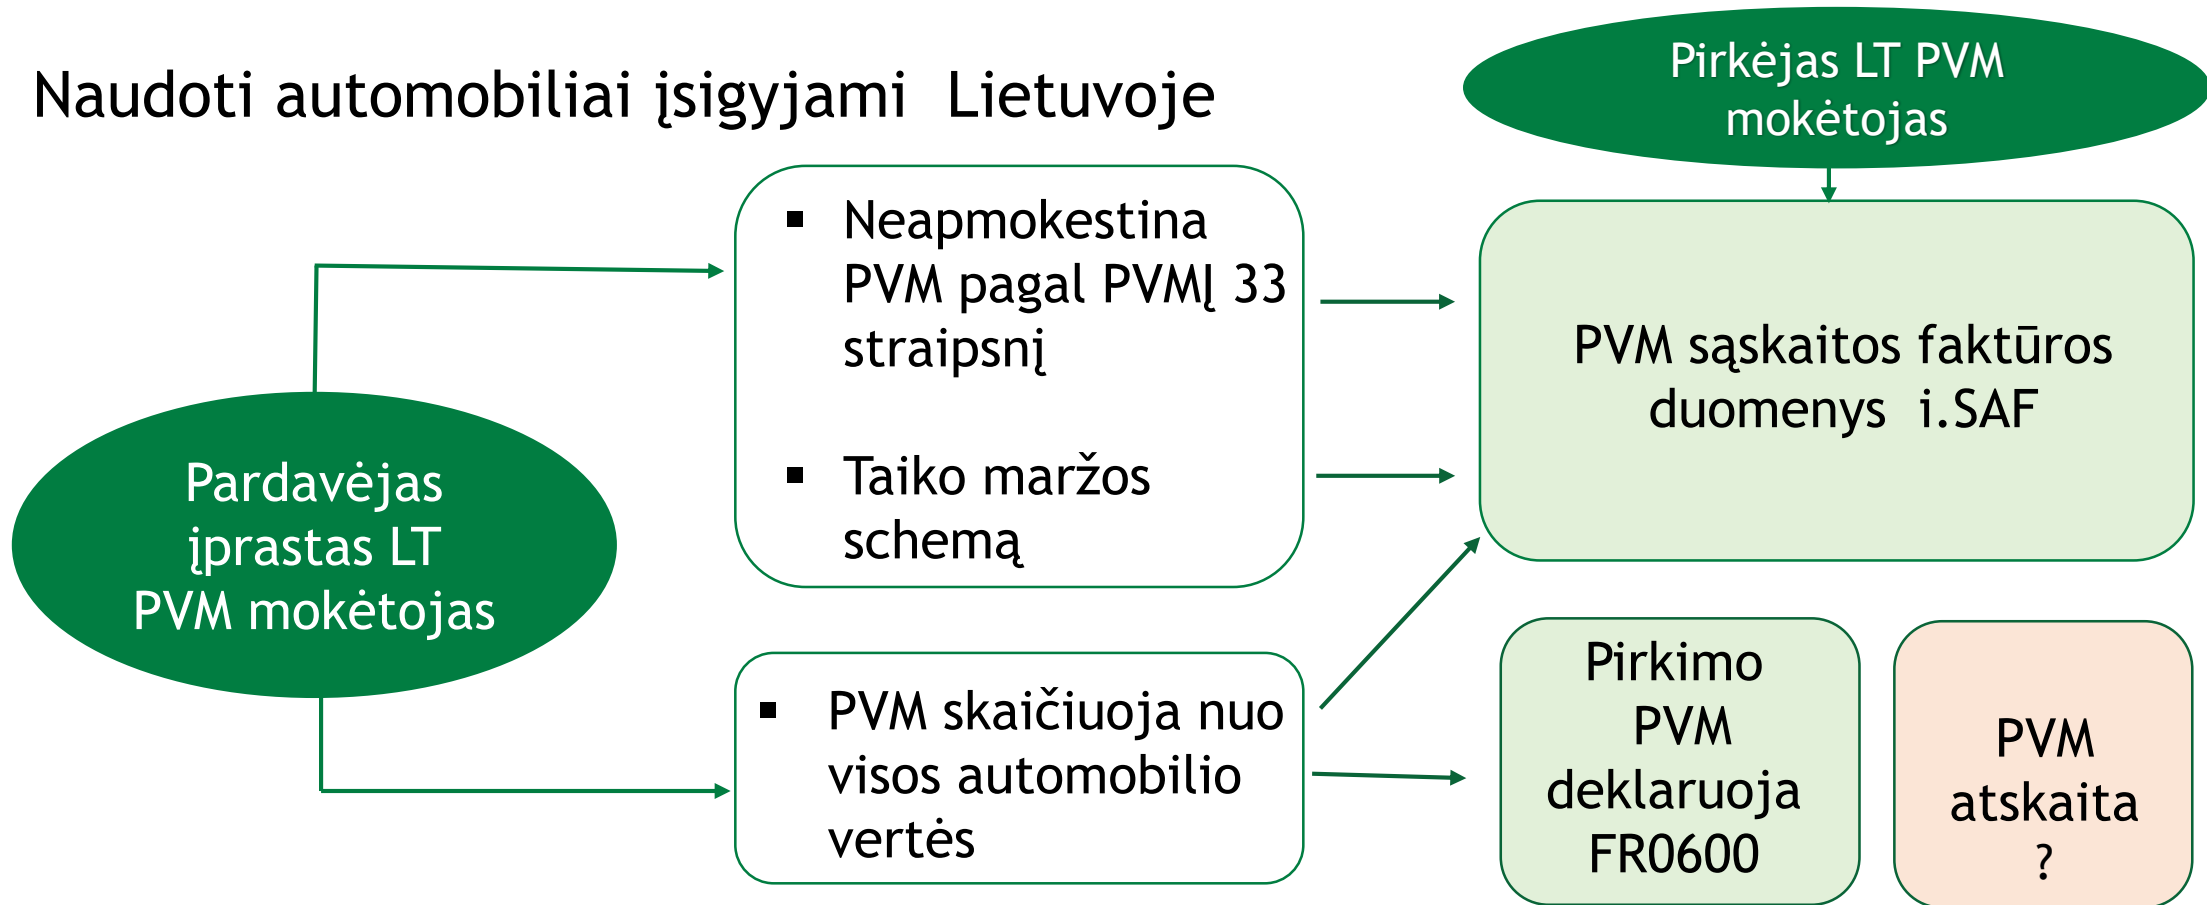 Naudoti automobiliai įsigyjami Lietuvoje
Pirkėjas LT PVM
mokėtojas
Pardavėjas
įprastas LT
PVM mokėtojas
▪ Neapmokestina
PVM pagal PVMĮ 33
straipsnį
▪ Taiko maržos
schemą
▪ PVM skaičiuoja nuo
visos automobilio
vertės
PVM sąskaitos faktūros
duomenys i.SAF
Pirkimo
PVM
deklaruoja
FR0600
PVM
atskaita
?